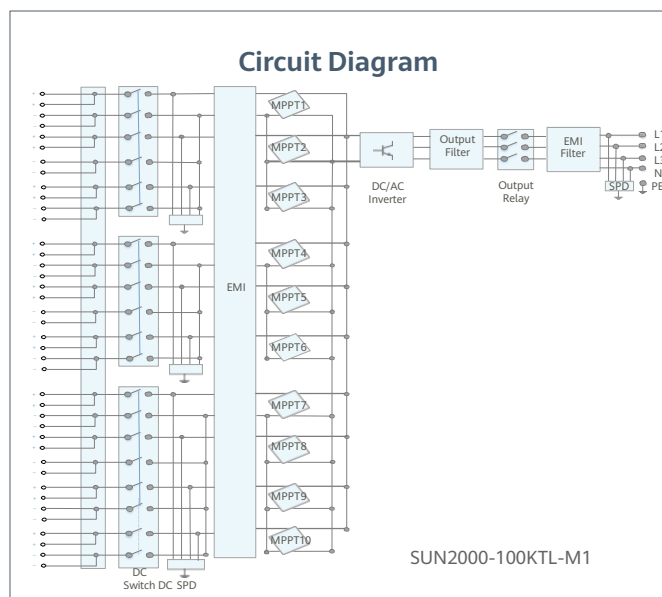 Circuit Diagram
MPPT1
MPPT2
MPPT3
MPPT4
MPPT5
MPPT6
MPPT7
MPPT8
MPPT9
MPPT10
EMI
DC/AC
Inverter
Output
Filter
Output
Relay
EMI
Filter
SPD
L1
L2
L3
N
PE
DC
Switch DC SPD
SUN2000-100KTL-M1